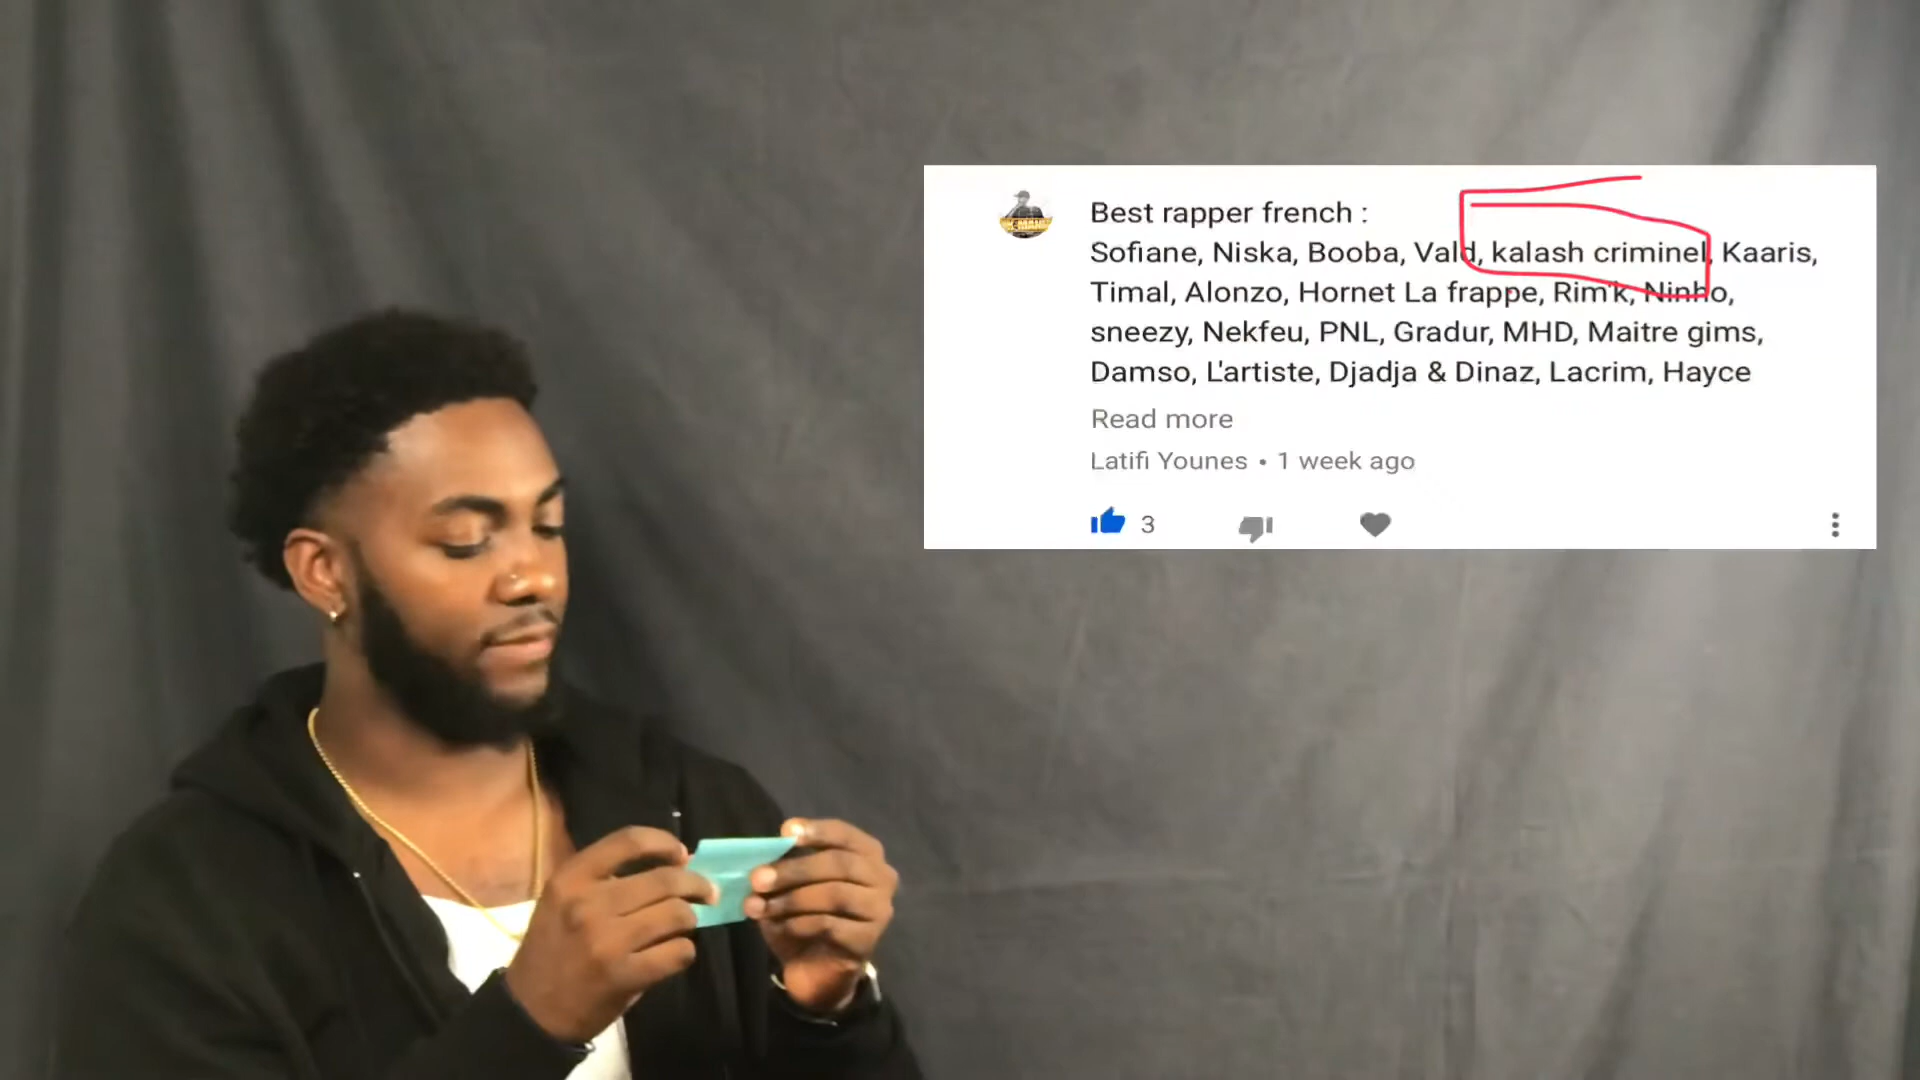 Best rapper french :
Sofiane, Niska, Booba, Vald, kalash criminel, Kaaris,
Timal, Alonzo, Hornet La frappe, Rim'k, Ninho,
sneezy, Nekfeu, PNL, Gradur, MHD, Maitre gims,
Damso, L'artiste, Djadja & Dinaz, Lacrim, Hayce
Read more
Latifi Younes • 1 week ago
3